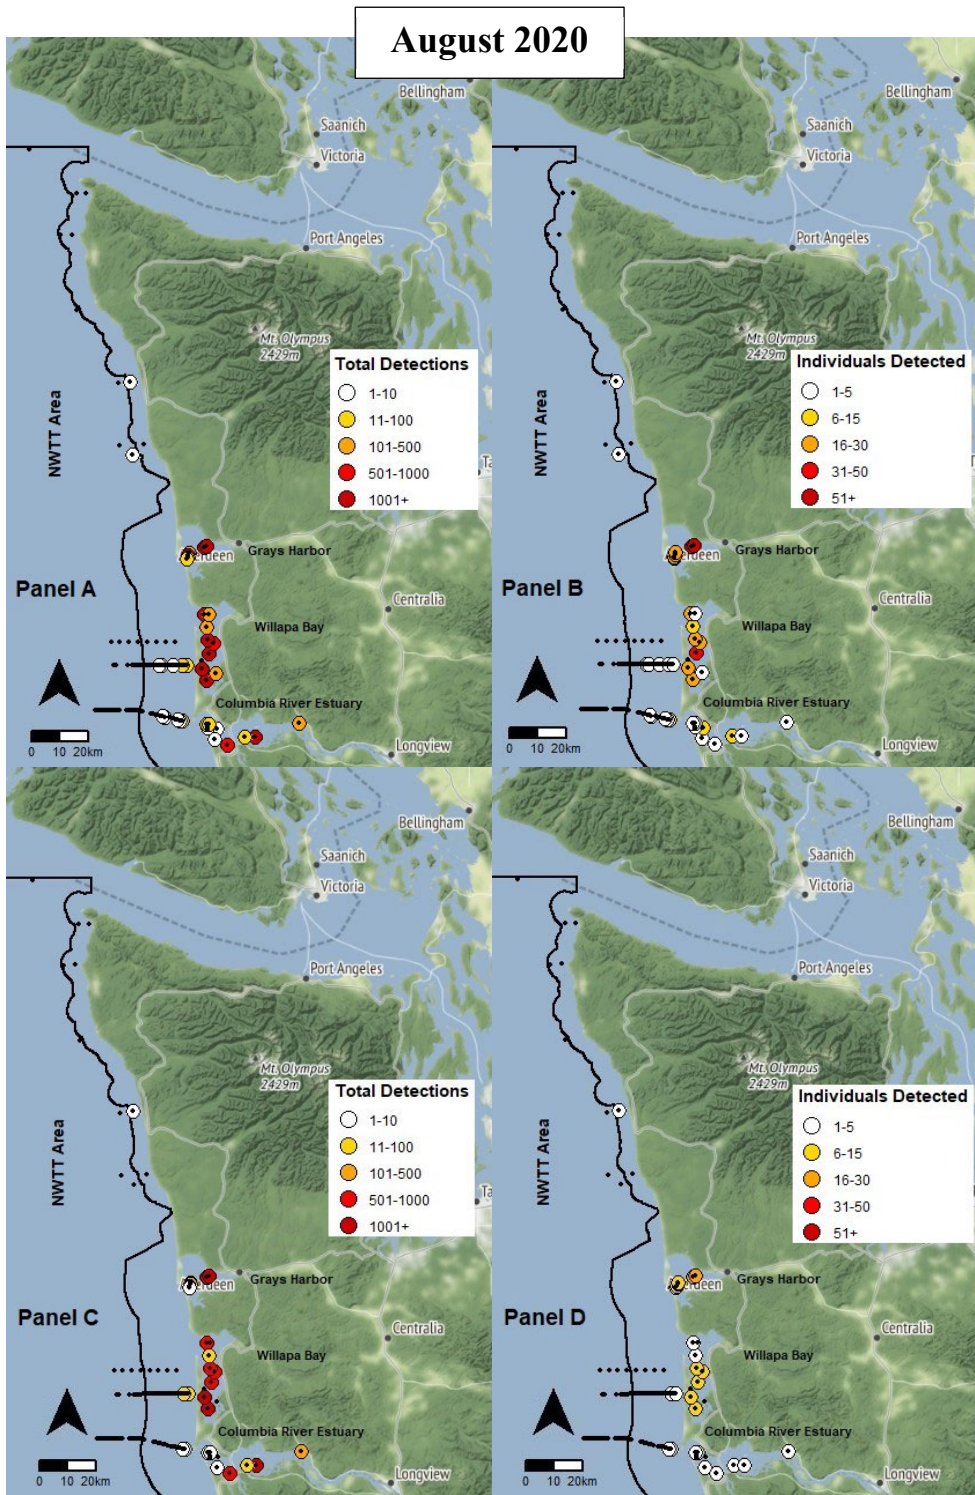 August 2020
Bellingham
Saanich
Victoria
Port Angeles
Mt. Olympus
2429m
NWTT Area
Total Detections
1-10
11-100
101-500
501-1000
1001+
Grays Harbor
Panel A
Centralia
Willapa Bay
Columbia River Estuary
0 10 20km
Longview
Bellingham
Saanich
Victoria
Port Angeles
Mt. Olympus
2429m
NWTT Area
Individuals Detected
1-5
6-15
16-30
31-50
51+
Grays Harbor
Panel B
Centralia
Willapa Bay
Columbia River Estuary
0 10 20km
Longview
Bellingham
Saanich
Victoria
Port Angeles
Mt. Olympus
2429m
NWTT Area
Total Detections
1-10
11-100
101-500
501-1000
1001+
Grays Harbor
Panel C
Centralia
Willapa Bay
Columbia River Estuary
0 10 20km
Longview
Bellingham
Saanich
Victoria
Port Angeles
Mt. Olympus
2429m
NWTT Area
Individuals Detected
1-5
6-15
16-30
31-50
51+
Grays Harbor
Panel D
Centralia
Willapa Bay
Columbia River Estuary
0 10 20km
Longview